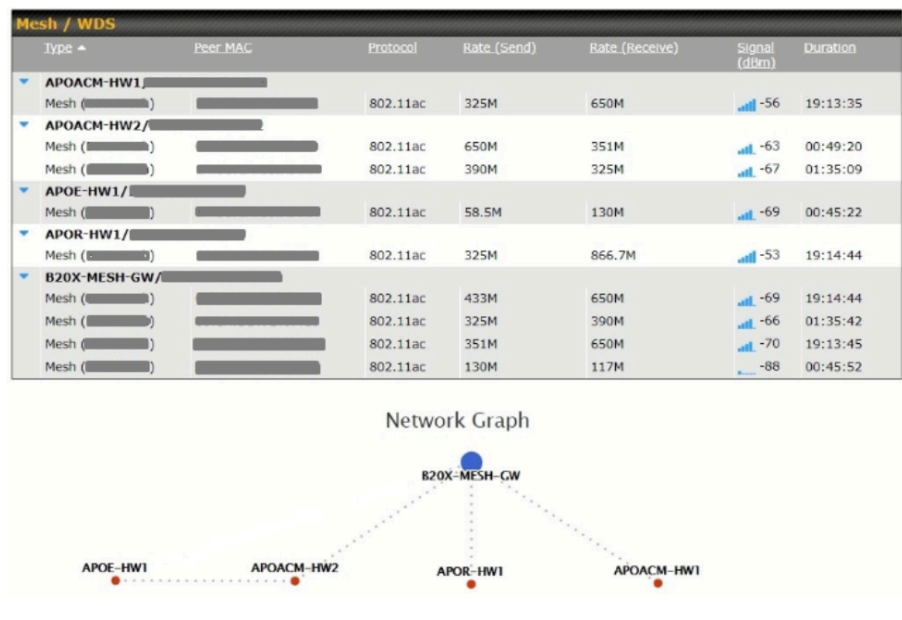 Mesh / WDS
Type Peer MAC Protocol Rate (Send) Rate (Receive) Signal (dBm) Duration
APOACM-HW1/
Mesh ( ) 802.11ac 325M 650M -56 19:13:35
APOACM-HW2/
Mesh ( ) 802.11ac 650M 351M -63 00:49:20
Mesh ( ) 802.11ac 390M 325M -67 01:35:09
APOE-HW1/
Mesh ( ) 802.11ac 58.5M 130M -69 00:45:22
APOR-HW1/
Mesh ( ) 802.11ac 325M 866.7M -53 19:14:44
B20X-MESH-GW/
Mesh ( ) 802.11ac 433M 650M -69 19:14:44
Mesh ( ) 802.11ac 325M 390M -66 01:35:42
Mesh ( ) 802.11ac 351M 650M -70 19:13:45
Mesh ( ) 802.11ac 130M 117M -88 00:45:52
Network Graph
B20X-MESH-GW
APOE-HW1 APOACM-HW2 APOR-HW1 APOACM-HW1